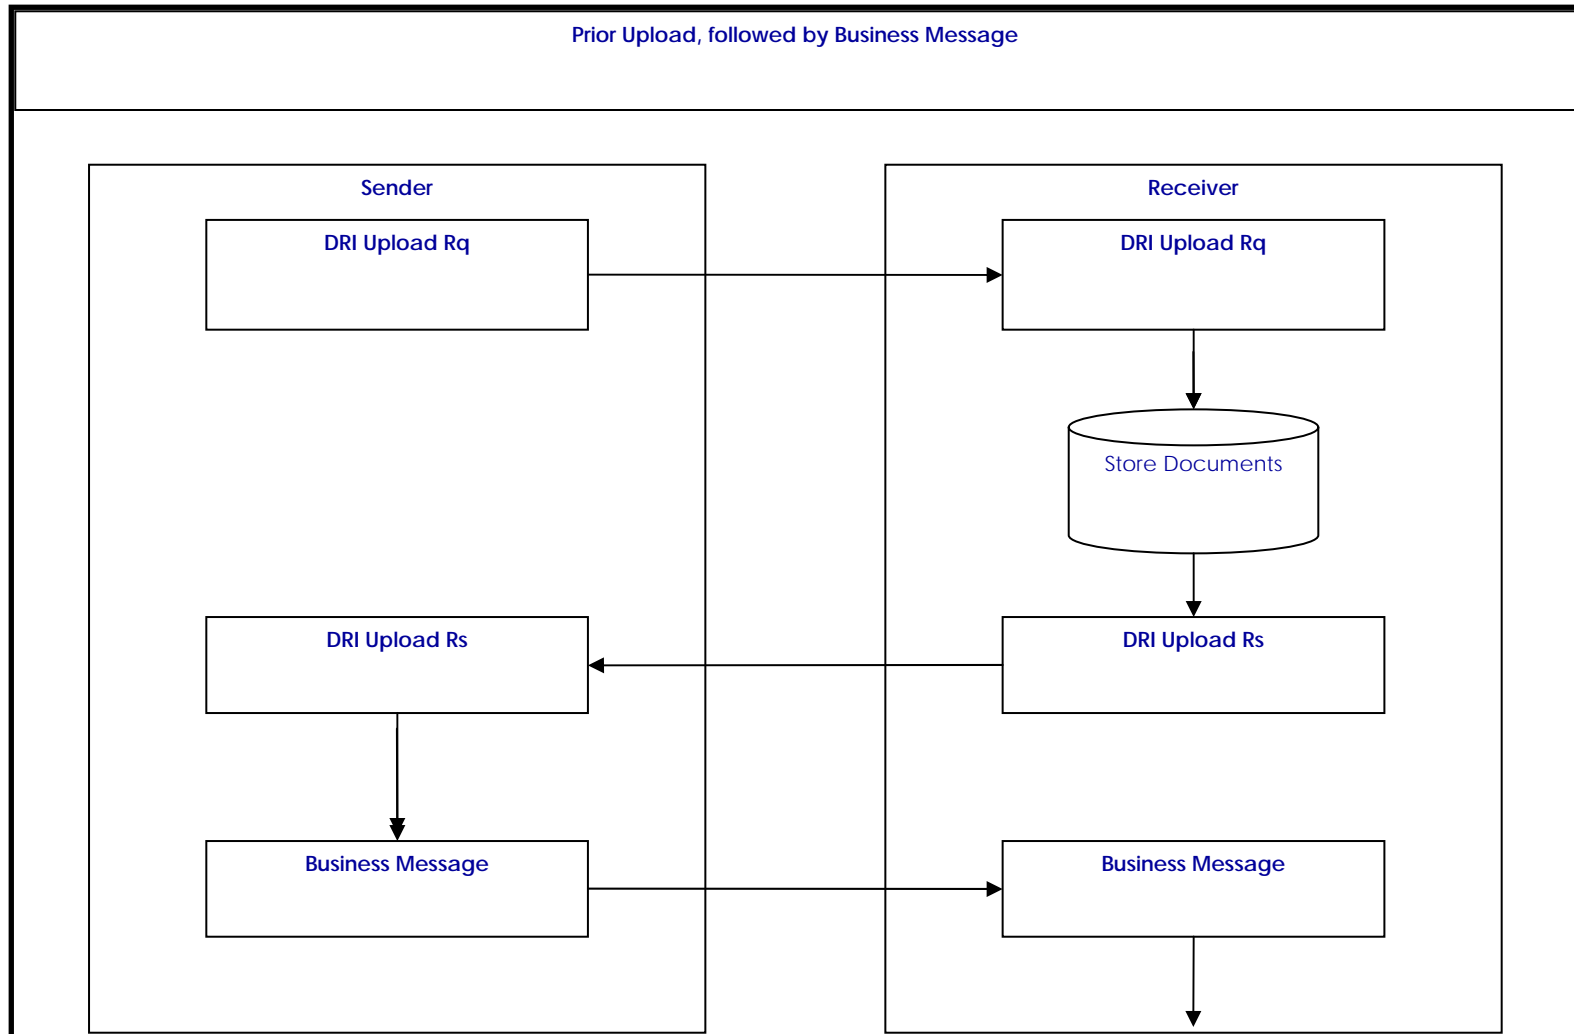 Prior Upload, followed by Business Message
Sender
Receiver
DRI Upload Rq
DRI Upload Rq
Store Documents
DRI Upload Rs
DRI Upload Rs
Business Message
Business Message